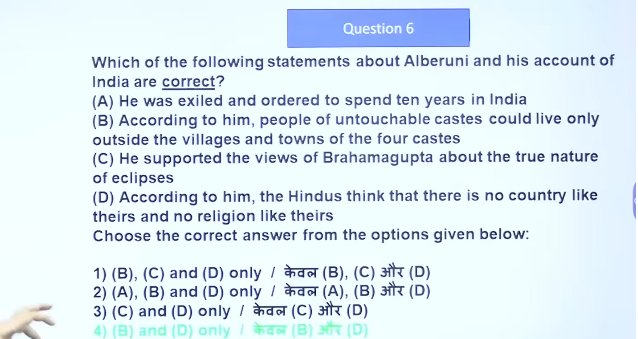 Question 6
Which of the following statements about Alberuni and his account of
India are correct?
(A) He was exiled and ordered to spend ten years in India
(B) According to him, people of untouchable castes could live only
outside the villages and towns of the four castes
(C) He supported the views of Brahamagupta about the true nature
of eclipses
(D) According to him, the Hindus think that there is no country like
theirs and no religion like theirs
Choose the correct answer from the options given below:
1) (B), (C) and (D) only / केवल (B), (C) और (D)
2) (A), (B) and (D) only / केवल (A), (B) और (D)
3) (C) and (D) only / केवल (C) और (D)
4) (B) and (D) only / केवल (B) और (D)